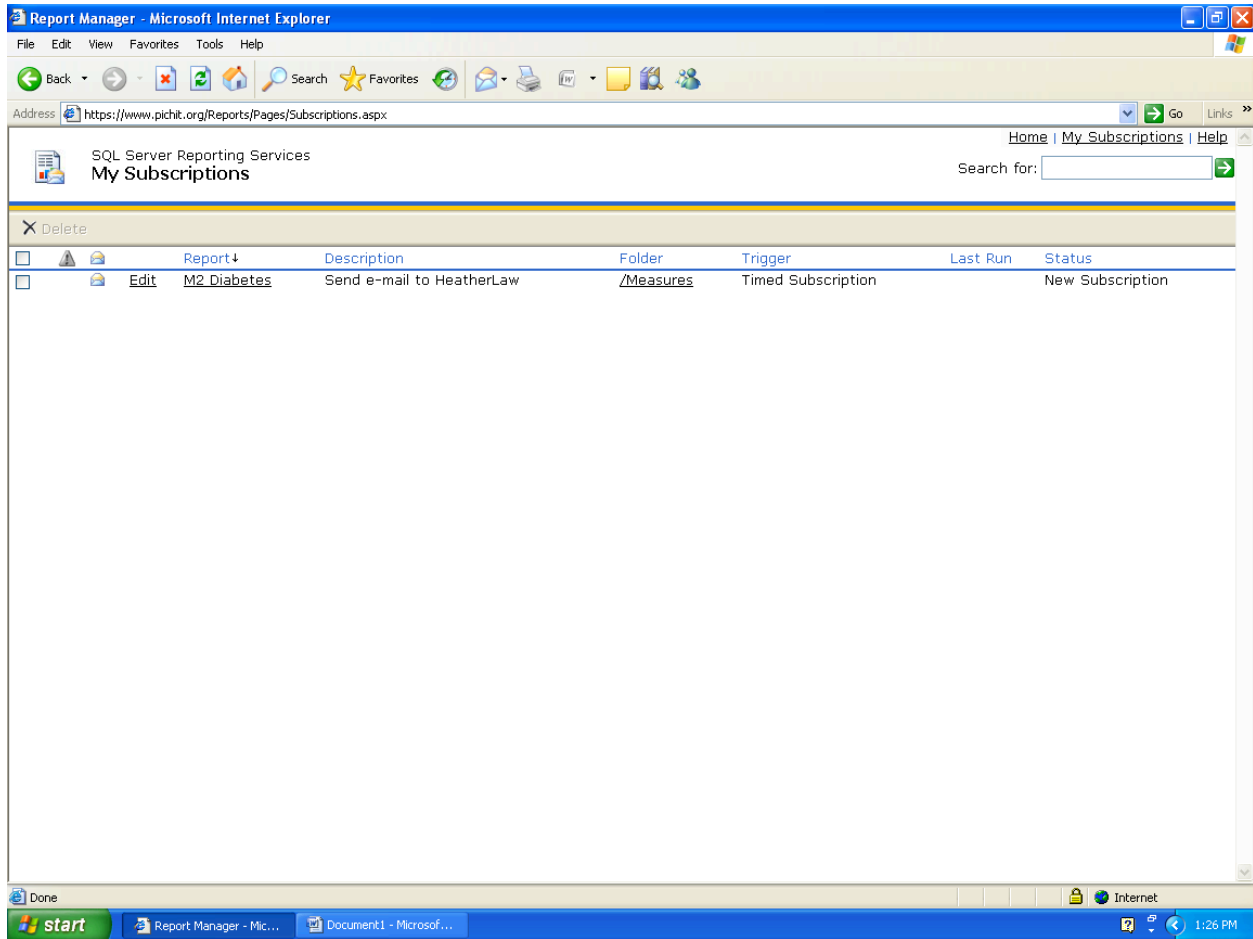 Report Manager - Microsoft Internet Explorer
File Edit View Favorites Tools Help
Back Search Favorites
Address https://www.pichit.org/Reports/Pages/Subscriptions.aspx Go Links »
Home | My Subscriptions | Help
SQL Server Reporting Services
My Subscriptions
Search for:
Delete
Report↓ Description Folder Trigger Last Run Status
Edit M2 Diabetes Send e-mail to HeatherLaw /Measures Timed Subscription New Subscription
Done Internet
start Report Manager - Mic... Document1 - Microsof... 1:26 PM